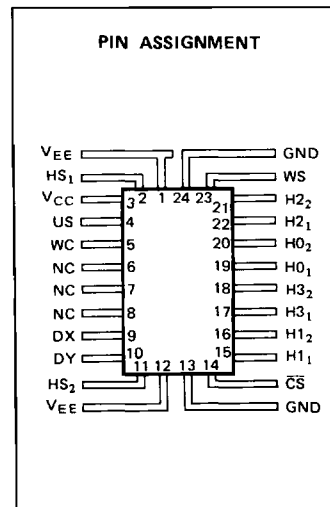 PIN ASSIGNMENT
VEE GND
HS1 2 1 24 23 WS
VCC 3 21 H22
US 4 22 H21
WC 5 20 H02
NC 6 19 H01
NC 7 18 H32
NC 8 17 H31
DX 9 16 H12
DY 10 15 H11
HS2 11 12 13 14 C̅S̅
VEE GND